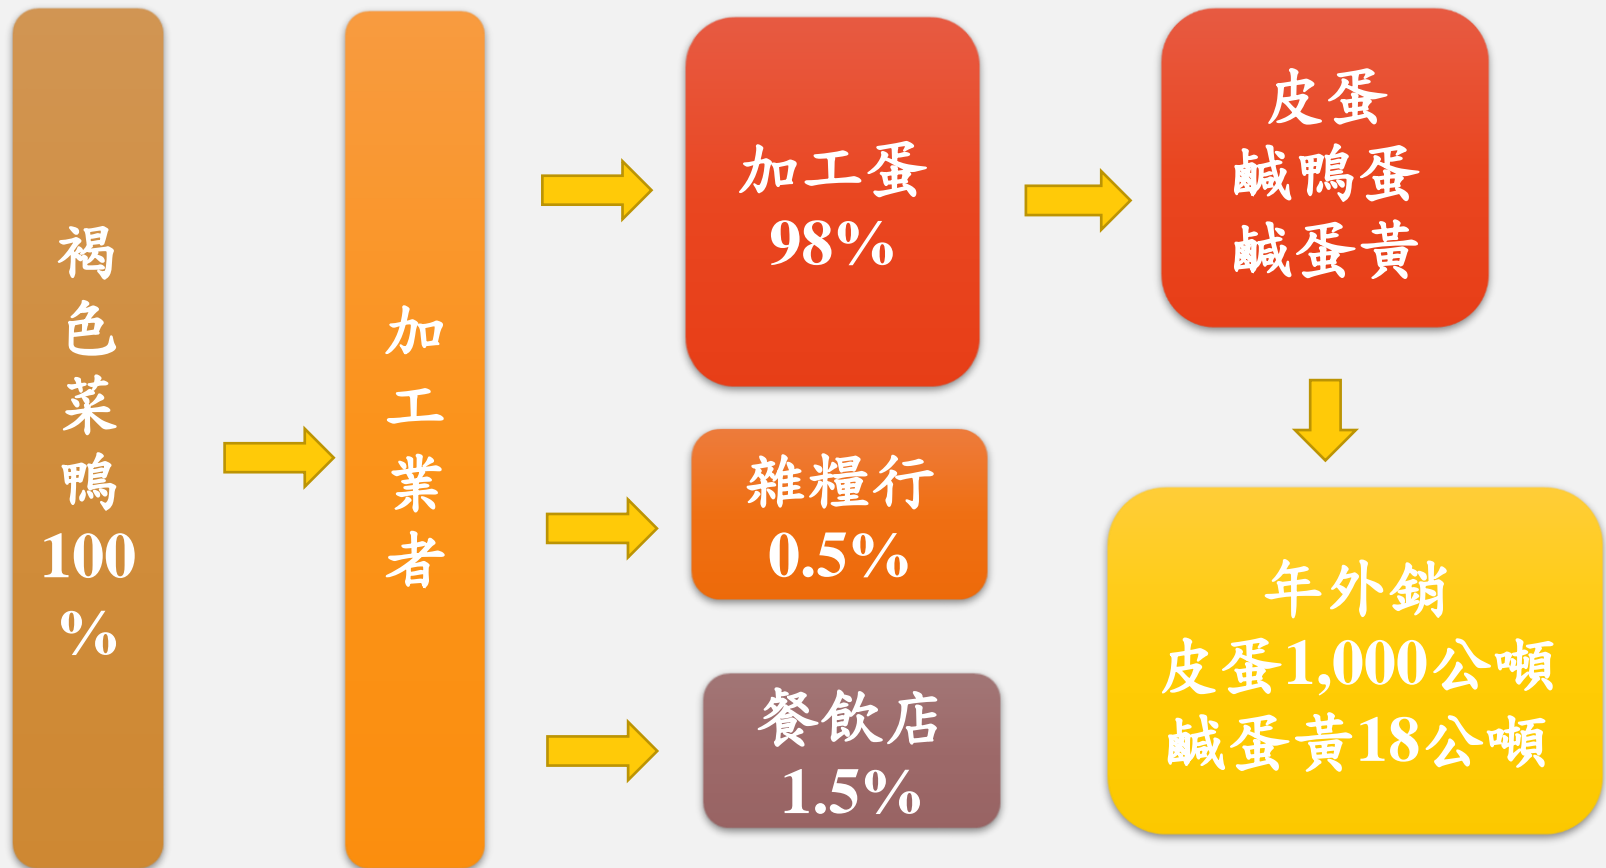 褐
色
菜
鴨
100
%
加
工
業
者
加工蛋
98%
雜糧行
0.5%
餐飲店
1.5%
皮蛋
鹹鴨蛋
鹹蛋黃
年外銷
皮蛋1,000公噸
鹹蛋黃18公噸